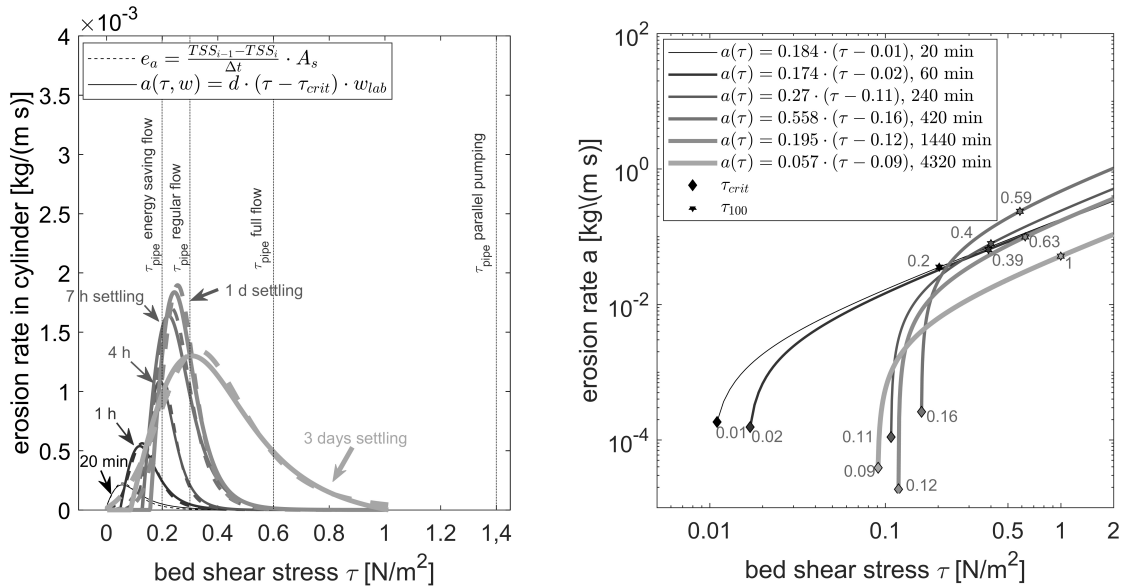 ×10⁻³
4
3.5
3
2.5
2
1.5
1
0.5
0
erosion rate in cylinder [kg/(m s)]
e_a = (TSS_{i−1}−TSS_i)/Δt · A_s
a(τ, w) = d · (τ − τ_crit) · w_lab
τ_pipe energy saving flow
τ_pipe regular flow
τ_pipe full flow
τ_pipe parallel pumping
7 h settling
1 d settling
4 h
1 h
20 min
3 days settling
0 0.2 0.4 0.6 0.8 1 1 1,4
bed shear stress τ [N/m²]
10²
10⁰
10⁻²
10⁻⁴
erosion rate a [kg\(m s)]
a(τ) = 0.184 · (τ − 0.01), 20 min
a(τ) = 0.174 · (τ − 0.02), 60 min
a(τ) = 0.27 · (τ − 0.11), 240 min
a(τ) = 0.558 · (τ − 0.16), 420 min
a(τ) = 0.195 · (τ − 0.12), 1440 min
a(τ) = 0.057 · (τ − 0.09), 4320 min
τ_crit
τ_100
0.59
0.4
0.63
0.2
0.39
1
0.01
0.02
0.16
0.11
0.09
0.12
0.01 0.1 0.5 1 2
bed shear stress τ [N/m²]